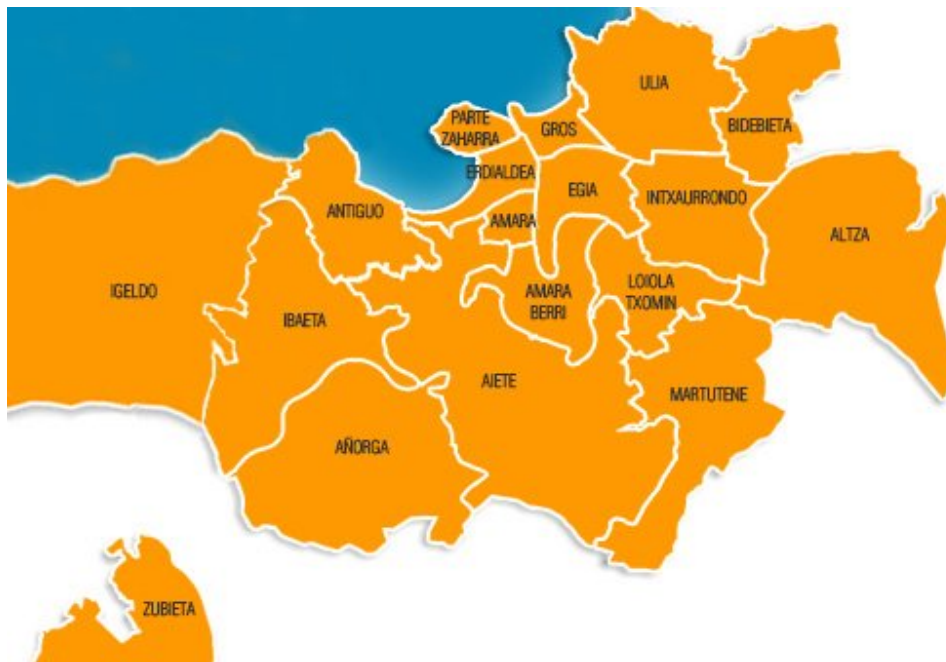 ULIA
PARTE
ZAHARRA
GROS
BIDEBIETA
ERDIALDEA
EGIA
INTXAURRONDO
ANTIGUO
AMARA
ALTZA
IGELDO
LOIOLA
TXOMIN
AMARA
BERRI
IBAETA
AIETE
MARTUTENE
AÑORGA
ZUBIETA